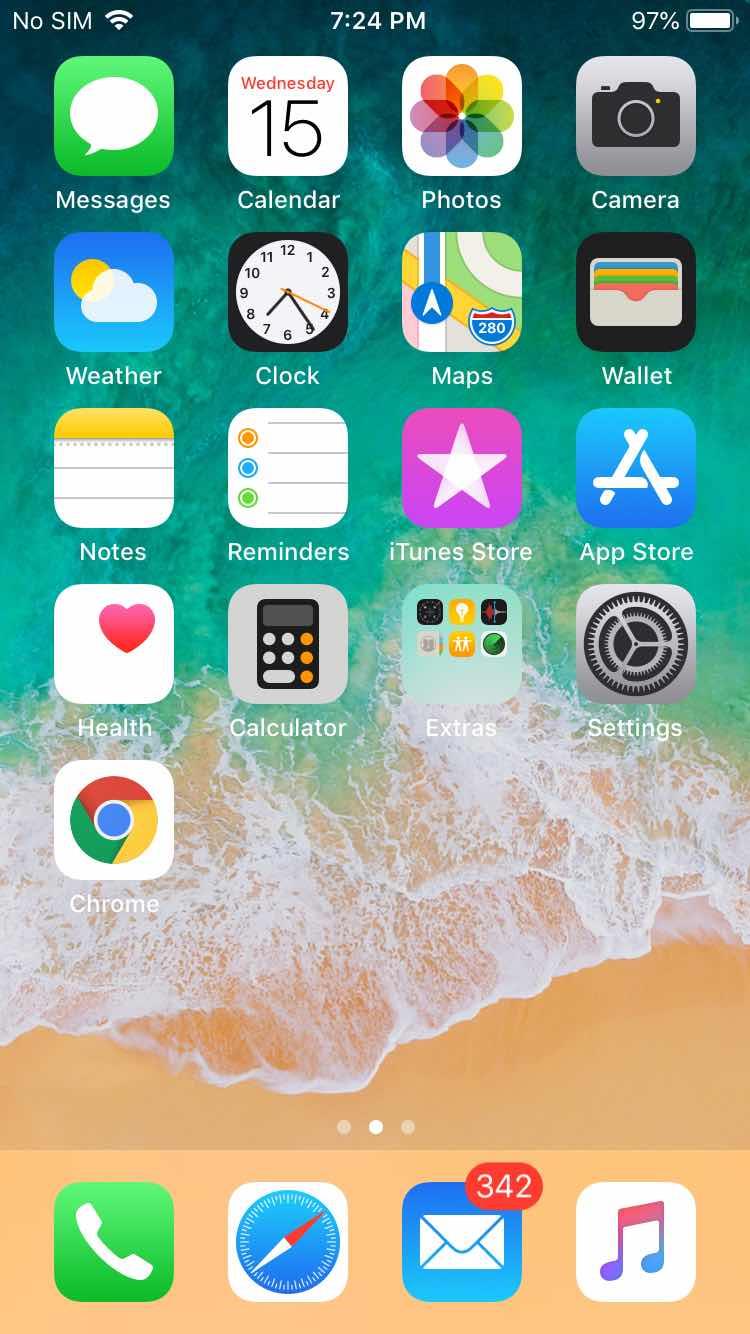 No SIM 7:24 PM 97%
Wednesday
15
Messages Calendar Photos Camera
12
11 1
10 2
9 3
8 4
7 5
6
280
Weather Clock Maps Wallet
Notes Reminders iTunes Store App Store
Health Calculator Extras Settings
Chrome
342